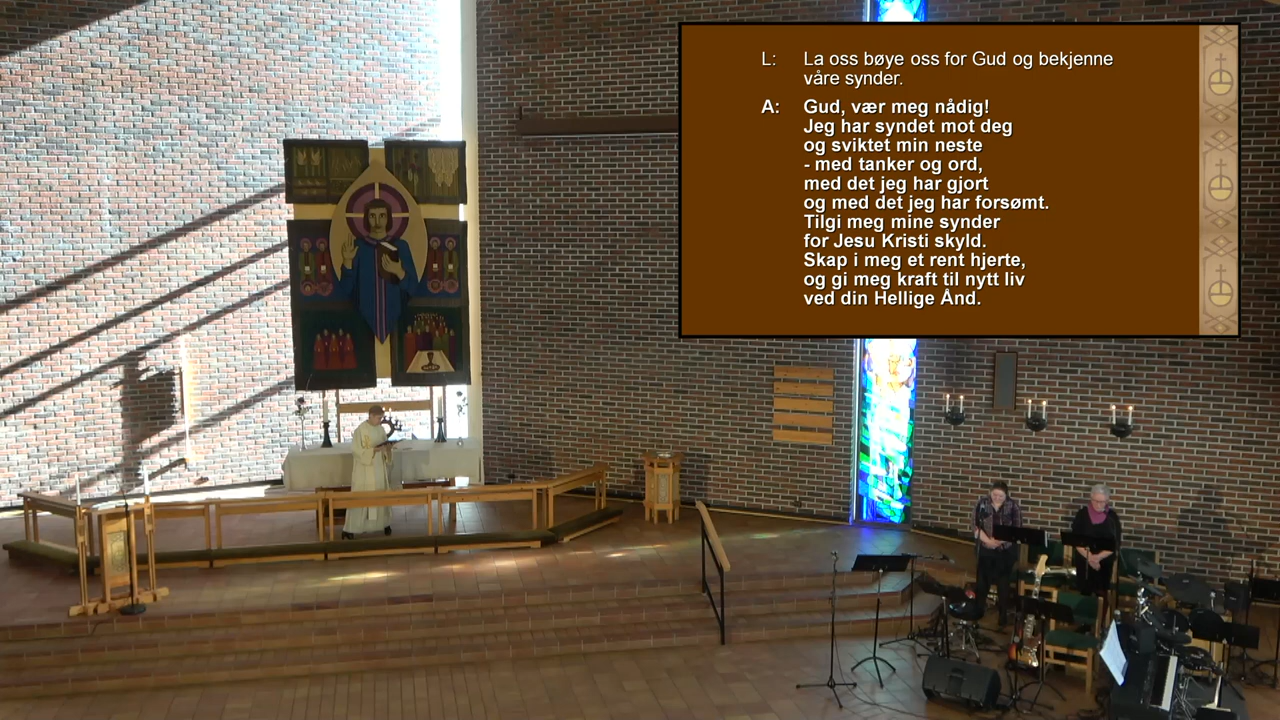 L: La oss bøye oss for Gud og bekjenne
våre synder.
A: Gud, vær meg nådig!
Jeg har syndet mot deg
og sviktet min neste
- med tanker og ord,
med det jeg har gjort
og med det jeg har forsømt.
Tilgi meg mine synder
for Jesu Kristi skyld.
Skap i meg et rent hjerte,
og gi meg kraft til nytt liv
ved din Hellige Ånd.